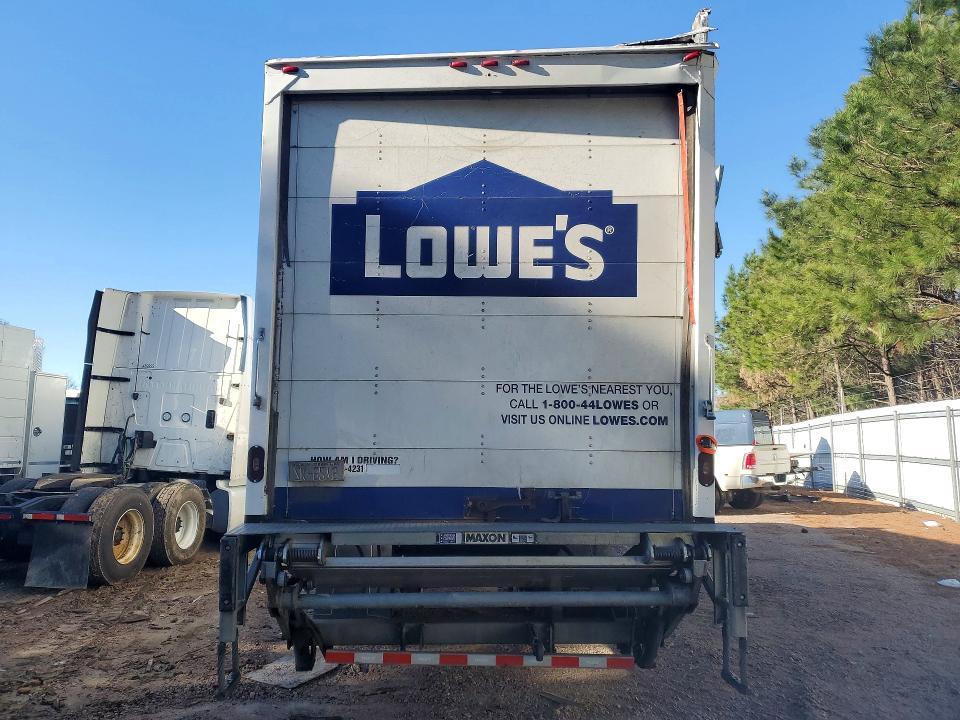 LOWE'S®
FOR THE LOWE'S NEAREST YOU,
CALL 1-800-44LOWES OR
VISIT US ONLINE LOWES.COM
HOW AM I DRIVING?
-4231
MAXON